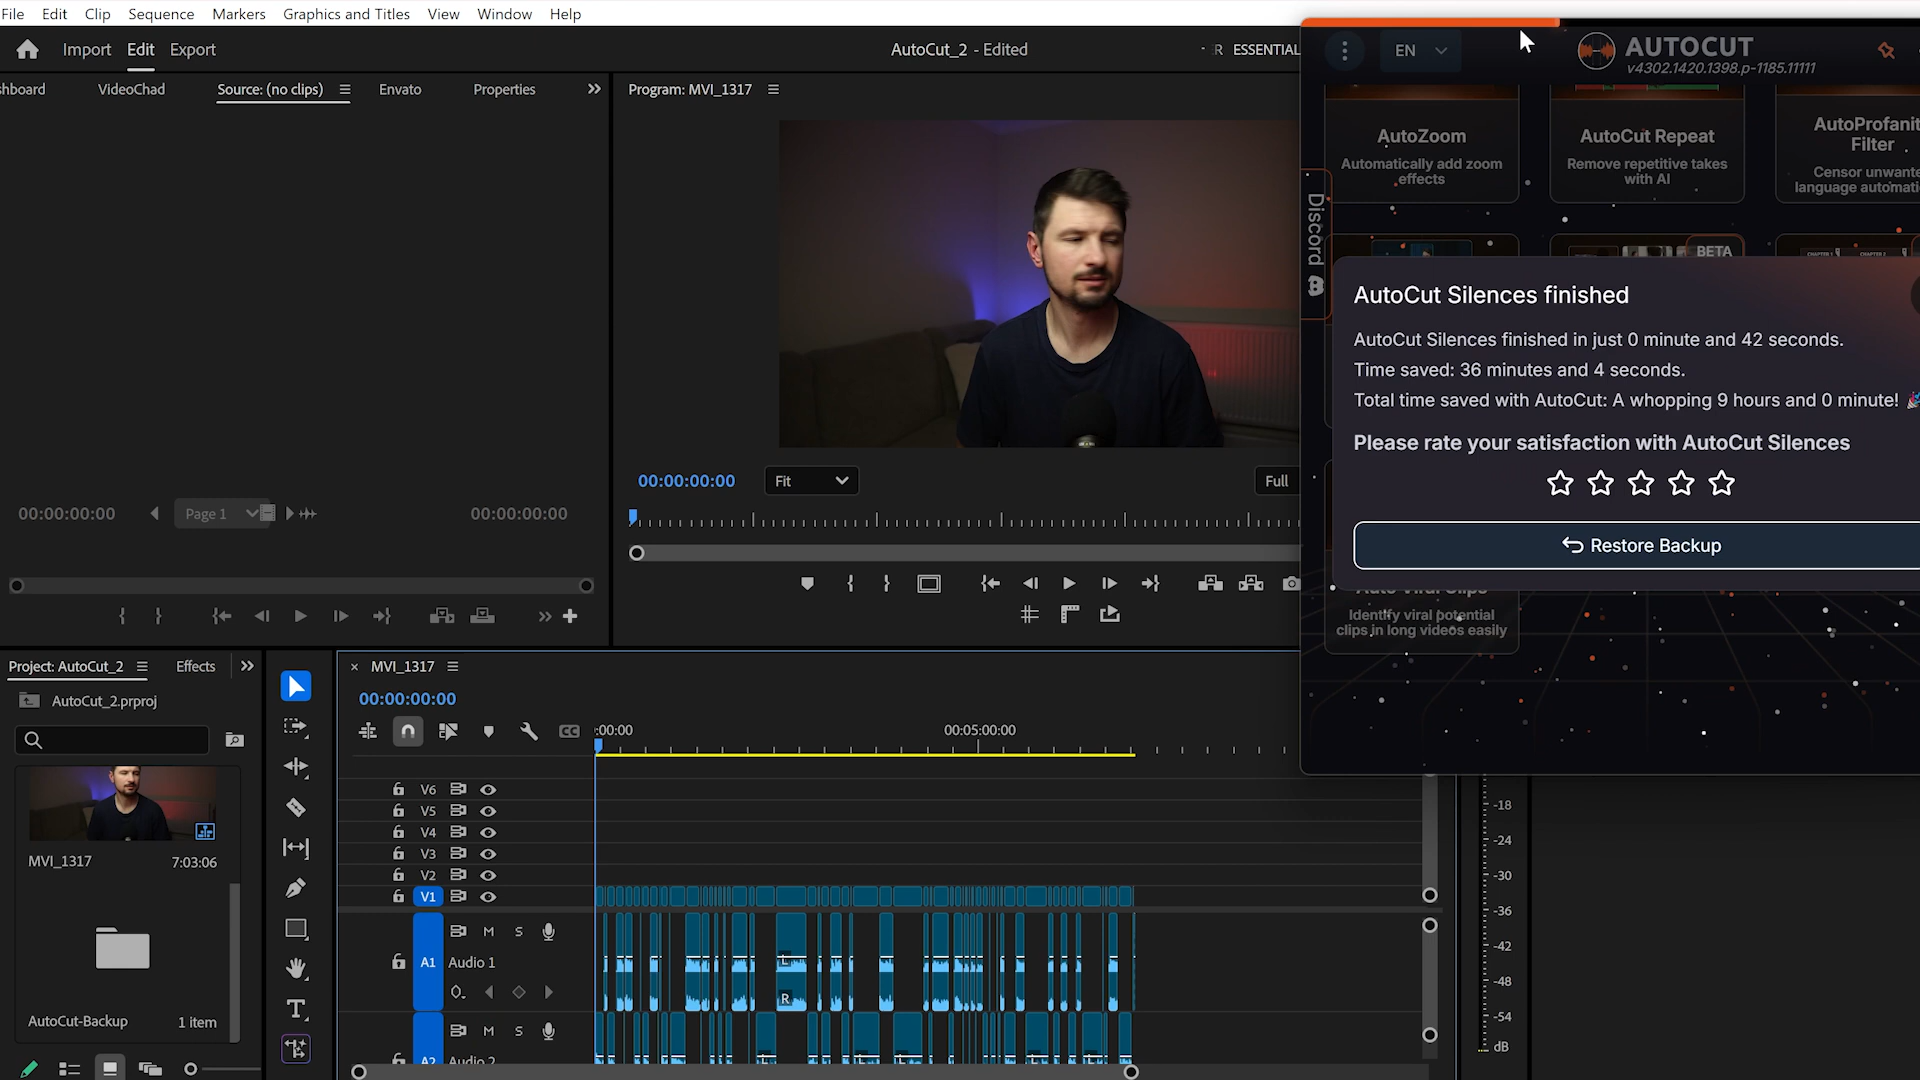 File Edit Clip Sequence Markers Graphics and Titles View Window Help
Import Edit Export
AutoCut_2 - Edited
R ESSENTIAL
EN
AUTOCUT
v4302.1420.1398.p-1185.11111
hboard VideoChad Source: (no clips) Envato Properties
Program: MVI_1317
AutoZoom
Automatically add zoom
effects
AutoCut Repeat
Remove repetitive takes
with AI
AutoProfanit
Filter
Censor unwante
language automati
Discord
BETA
AutoCut Silences finished
AutoCut Silences finished in just 0 minute and 42 seconds.
Time saved: 36 minutes and 4 seconds.
Total time saved with AutoCut: A whopping 9 hours and 0 minute! 🎉
Please rate your satisfaction with AutoCut Silences
Restore Backup
Auto Viral Clips
Identify viral potential
clips in long videos easily
00:00:00:00 Fit Full
00:00:00:00 Page 1 00:00:00:00
Project: AutoCut_2 Effects
AutoCut_2.prproj
MVI_1317 7:03:06
AutoCut-Backup 1 item
× MVI_1317
00:00:00:00
CC
:00:00 00:05:00:00
V6
V5
V4
V3
V2
V1
M S
A1 Audio 1
L
R
M S
A2 Audio 2
-18
-24
-30
-36
-42
-48
-54
dB